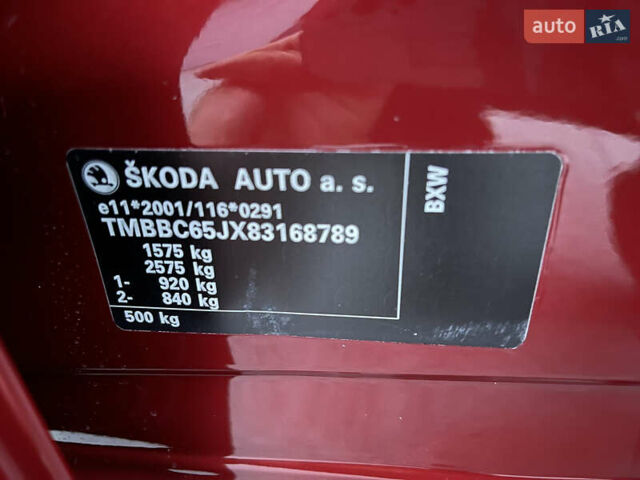 auto RIA
.com
ŠKODA AUTO a. s.
e11*2001/116*0291
TMBBC65JX83168789
1575 kg
2575 kg
1- 920 kg
2- 840 kg
500 kg
BXW